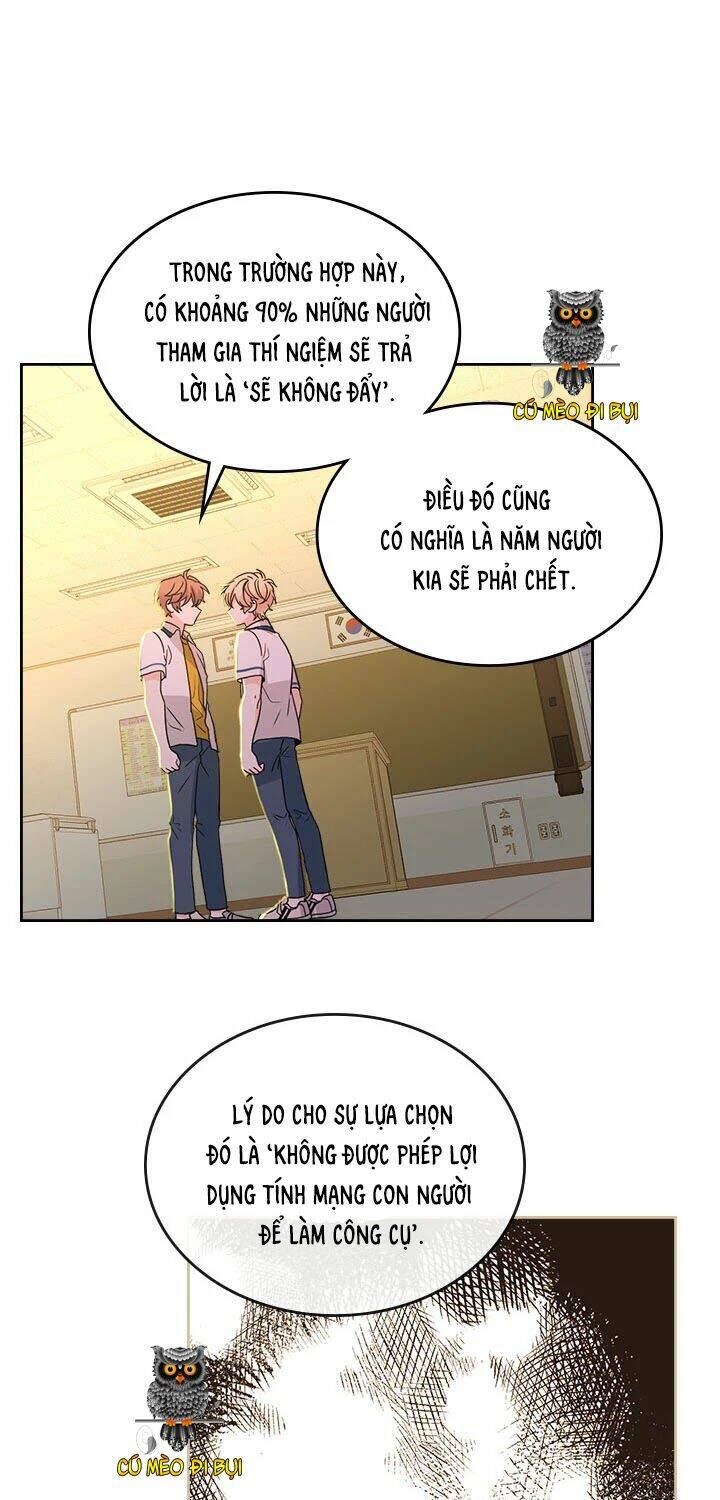 TRONG TRƯỜNG HỢP NÀY,
CÓ KHOẢNG 90% NHỮNG NGƯỜI
THAM GIA THÍ NGIỆM SẼ TRẢ
LỜI LÀ ‘SẼ KHÔNG ĐẨY’.
CÚ MÈO ĐI BỤI
ĐIỀU ĐÓ CŨNG
CÓ NGHĨA LÀ NĂM NGƯỜI
KIA SẼ PHẢI CHẾT.
소
화
기
LÝ DO CHO SỰ LỰA CHỌN
ĐÓ LÀ ‘KHÔNG ĐƯỢC PHÉP LỢI
DỤNG TÍNH MẠNG CON NGƯỜI
ĐỂ LÀM CÔNG CỤ’.
CÚ MÈO ĐI BỤI